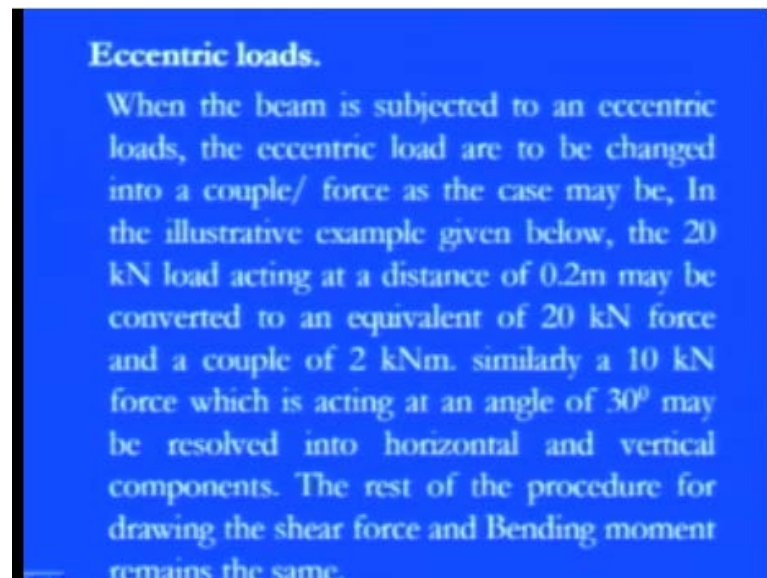 Eccentric loads.
When the beam is subjected to an eccentric
loads, the eccentric load are to be changed
into a couple/ force as the case may be, In
the illustrative example given below, the 20
kN load acting at a distance of 0.2m may be
converted to an equivalent of 20 kN force
and a couple of 2 kNm. similarly a 10 kN
force which is acting at an angle of 30⁰ may
be resolved into horizontal and vertical
components. The rest of the procedure for
drawing the shear force and Bending moment
remains the same.